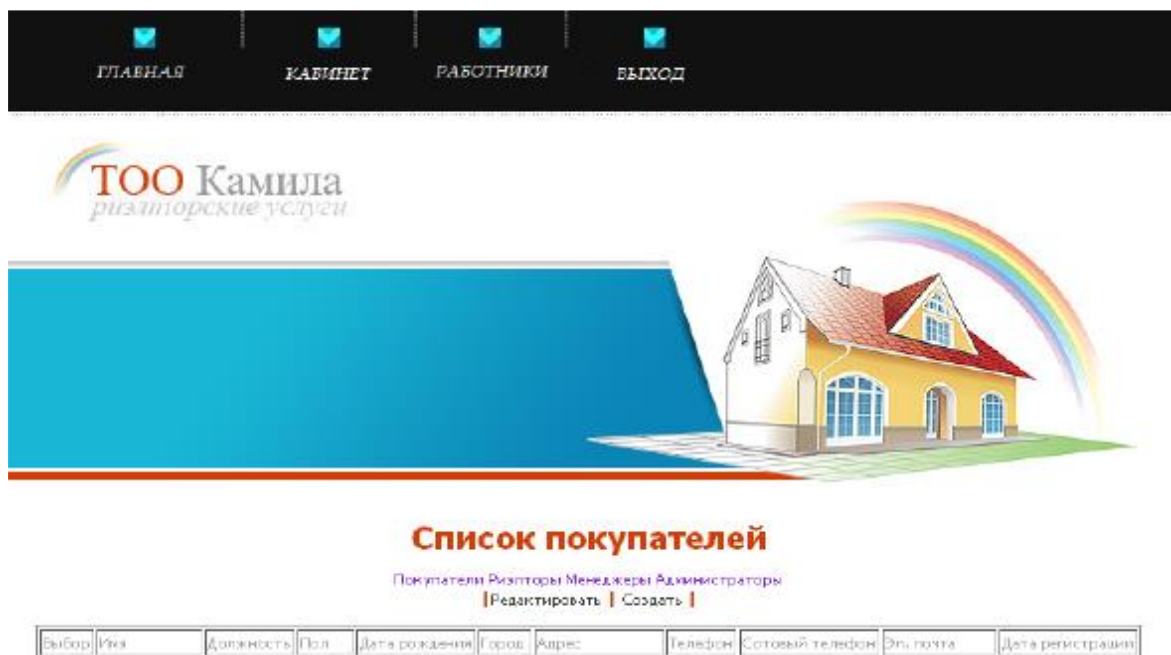 ГЛАВНАЯ КАБИНЕТ РАБОТНИКИ ВЫХОД
ТОО Камила
риэлторские услуги
Список покупателей
Покупатели Риэлторы Менеджеры Администраторы
Редактировать Создать
Выбор Имя Должность Пол Дата рождения Город Адрес Телефон Сотовый телефон Эл. почта Дата регистрации